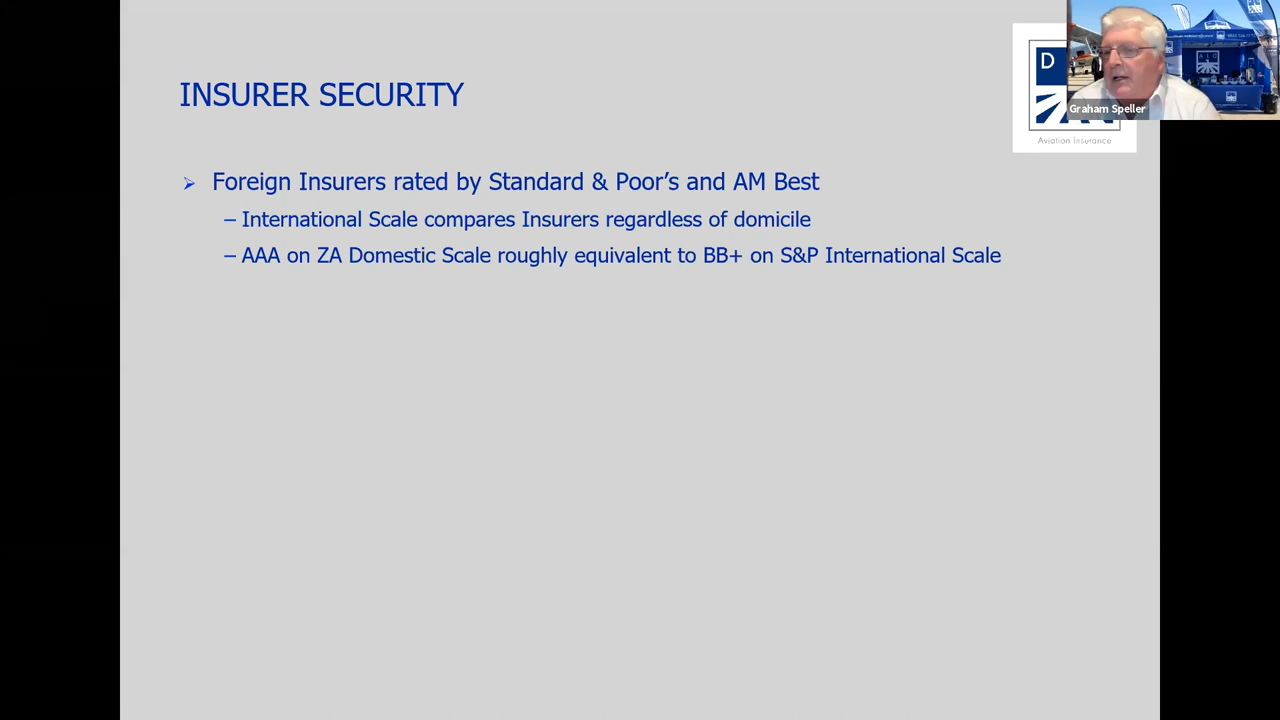 INSURER SECURITY
D
Aviation Insurance
Graham Speller
➢ Foreign Insurers rated by Standard & Poor’s and AM Best
– International Scale compares Insurers regardless of domicile
– AAA on ZA Domestic Scale roughly equivalent to BB+ on S&P International Scale